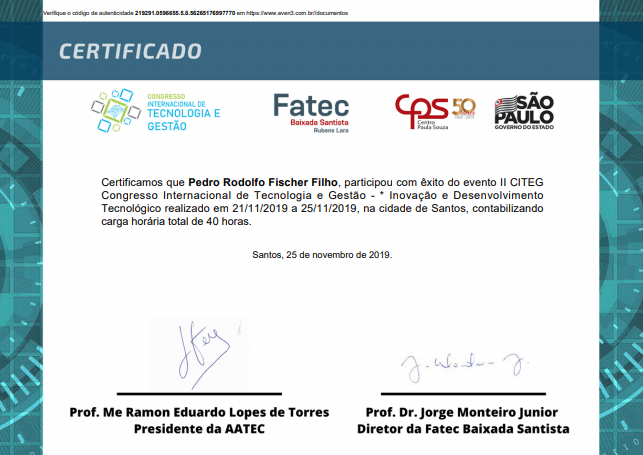 Verifique o código de autenticidade 219291.0596655.5.8.56265176997770 em https://www.even3.com.br//documentos
CERTIFICADO
CONGRESSO
INTERNACIONAL DE
TECNOLOGIA E
GESTÃO
Fatec
Baixada Santista
Rubens Lara
CPS 50
Centro
Paula Souza
SÃO
PAULO
GOVERNO DO ESTADO
Certificamos que Pedro Rodolfo Fischer Filho, participou com êxito do evento II CITEG
Congresso Internacional de Tecnologia e Gestão - * Inovação e Desenvolvimento
Tecnológico realizado em 21/11/2019 a 25/11/2019, na cidade de Santos, contabilizando
carga horária total de 40 horas.
Santos, 25 de novembro de 2019.
Prof. Me Ramon Eduardo Lopes de Torres
Presidente da AATEC
Prof. Dr. Jorge Monteiro Junior
Diretor da Fatec Baixada Santista